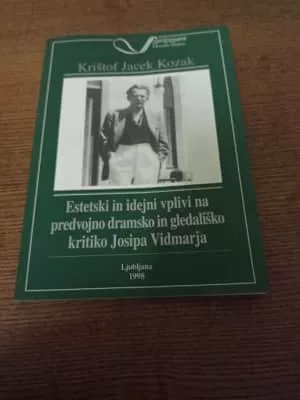 Krištof Jacek Kozak
Estetski in idejni vplivi na
predvojno dramsko in gledališko
kritiko Josipa Vidmarja
Ljubljana
1998